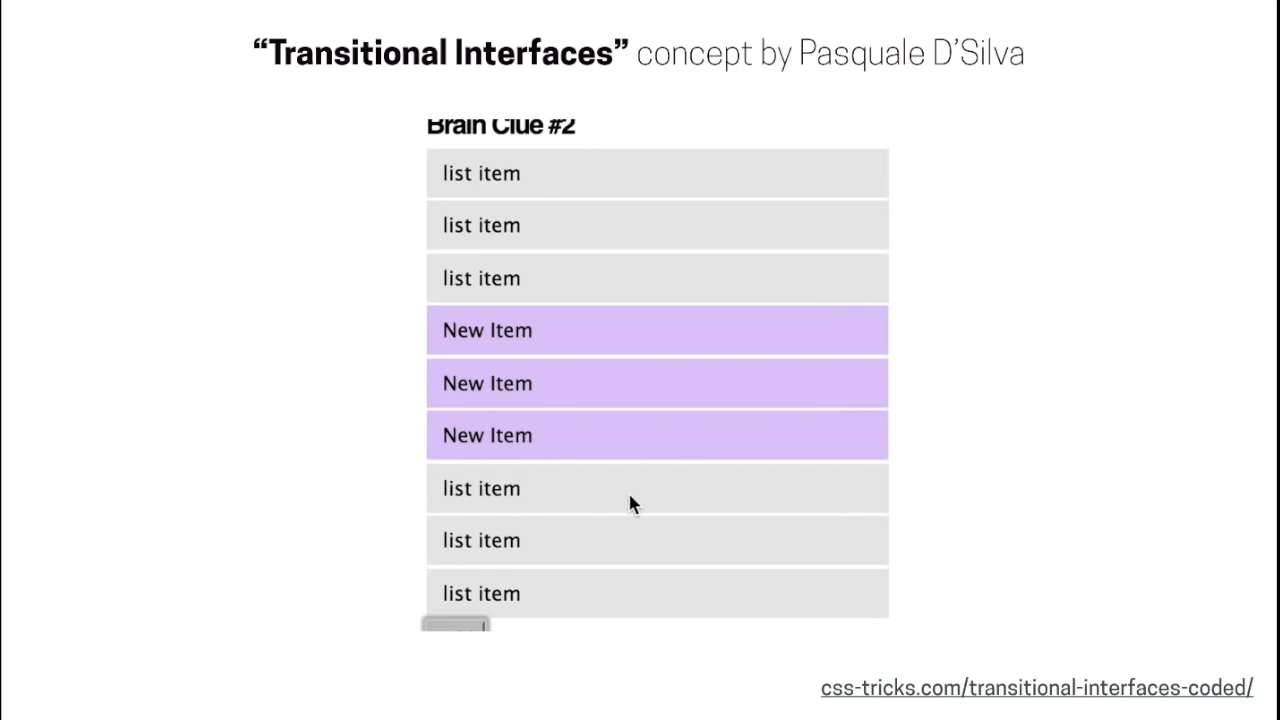 “Transitional Interfaces” concept by Pasquale D’Silva
Brain Clue #2
list item
list item
list item
New Item
New Item
New Item
list item
list item
list item
css-tricks.com/transitional-interfaces-coded/